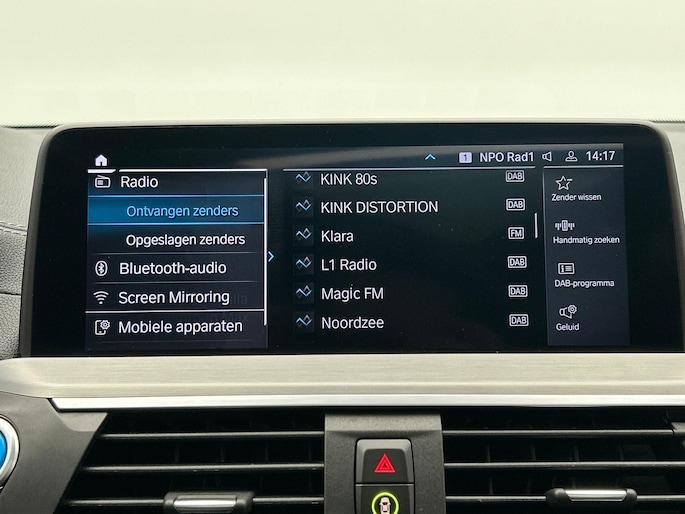 1 NPO Rad1 14:17
Radio
Ontvangen zenders
Opgeslagen zenders
Bluetooth-audio
Screen Mirroring
Mobiele apparaten
KINK 80s DAB
KINK DISTORTION DAB
Klara FM
L1 Radio DAB
Magic FM DAB
Noordzee DAB
Zender wissen
Handmatig zoeken
DAB-programma
Geluid